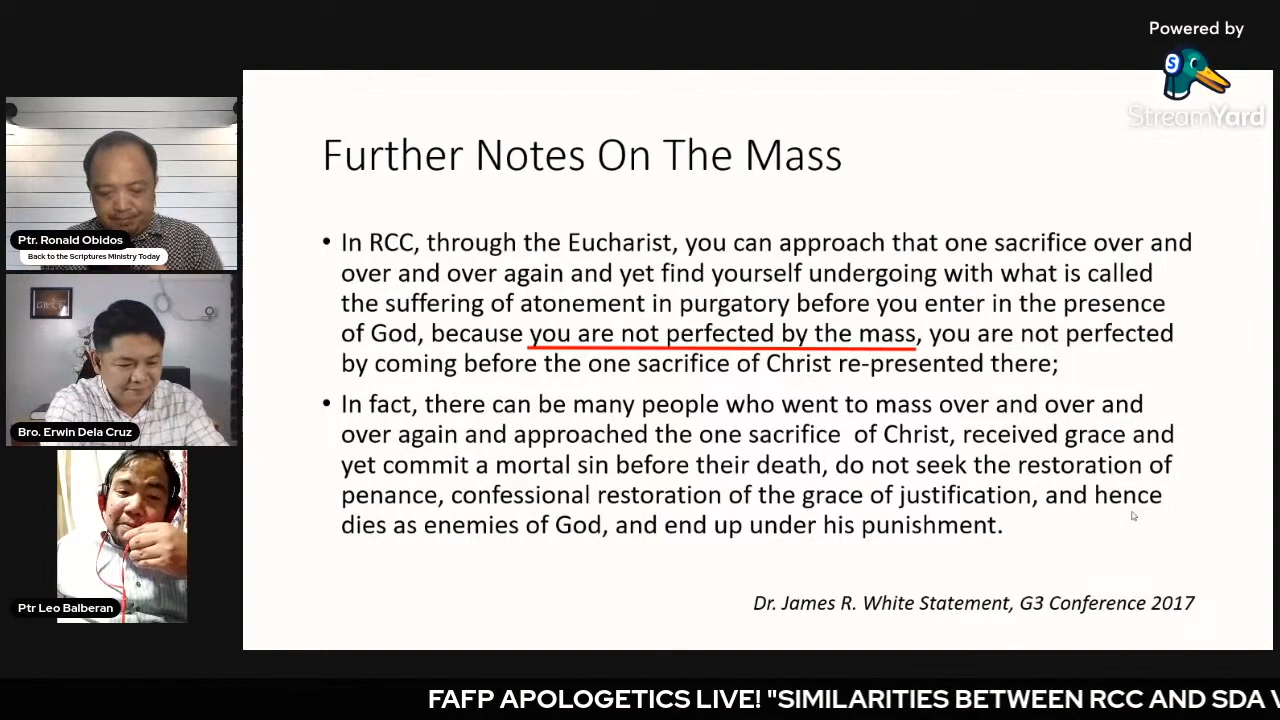 Powered by
StreamYard
Further Notes On The Mass
• In RCC, through the Eucharist, you can approach that one sacrifice over and
over and over again and yet find yourself undergoing with what is called
the suffering of atonement in purgatory before you enter in the presence
of God, because you are not perfected by the mass, you are not perfected
by coming before the one sacrifice of Christ re-presented there;
• In fact, there can be many people who went to mass over and over and
over again and approached the one sacrifice of Christ, received grace and
yet commit a mortal sin before their death, do not seek the restoration of
penance, confessional restoration of the grace of justification, and hence
dies as enemies of God, and end up under his punishment.
Dr. James R. White Statement, G3 Conference 2017
Ptr. Ronald Obidos
Back to the Scriptures Ministry Today
Bro. Erwin Dela Cruz
Ptr Leo Balberan
FAFP APOLOGETICS LIVE! "SIMILARITIES BETWEEN RCC AND SDA